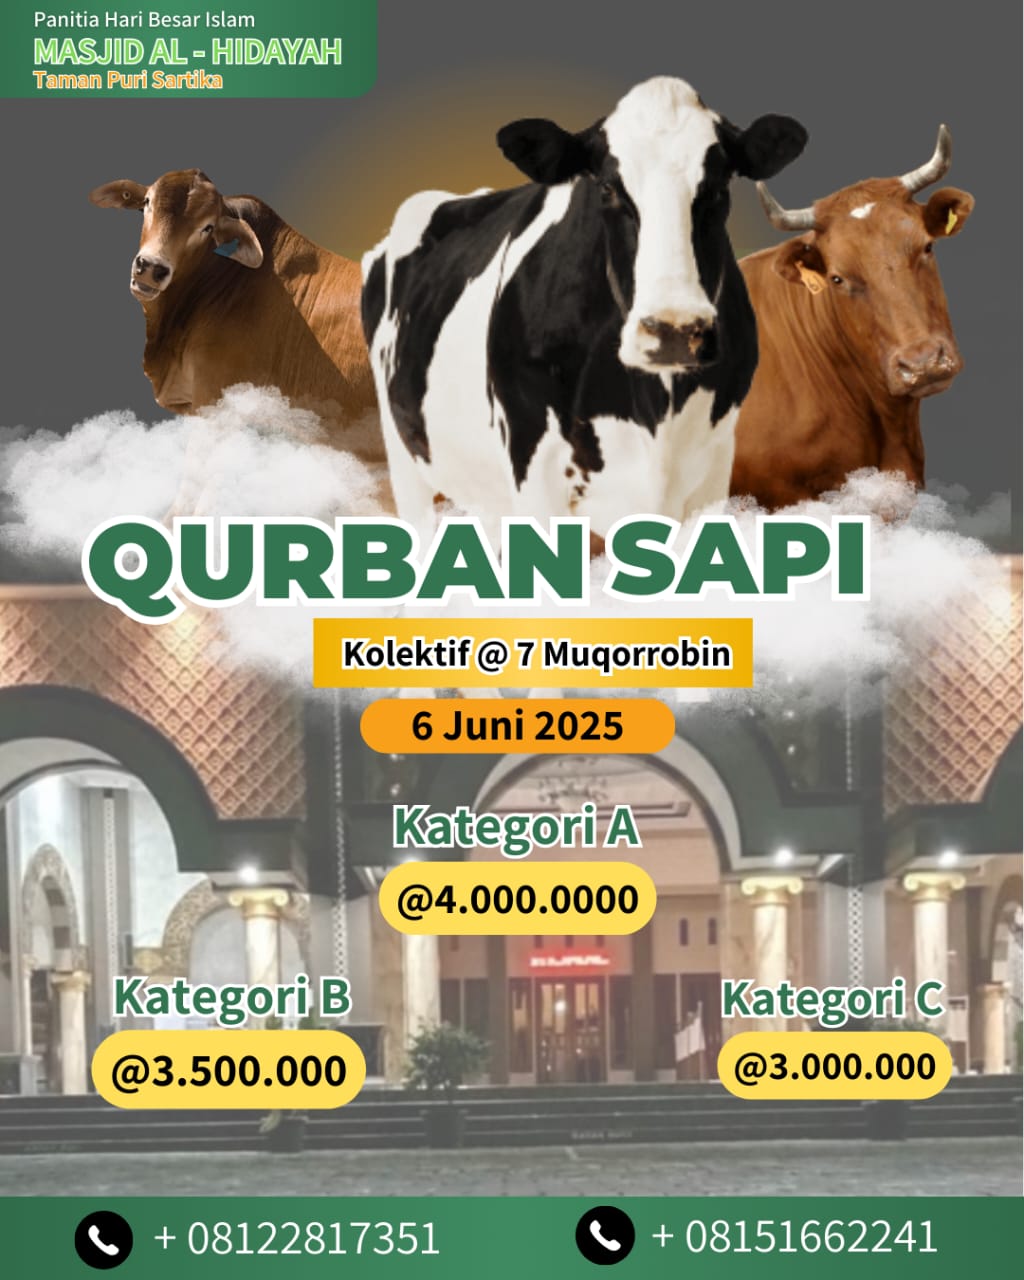 Panitia Hari Besar Islam
MASJID AL - HIDAYAH
Taman Puri Sartika
QURBAN SAPI
Kolektif @ 7 Muqorrobin
6 Juni 2025
Kategori A
@4.000.0000
Kategori B
@3.500.000
Kategori C
@3.000.000
+ 08122817351
+ 08151662241